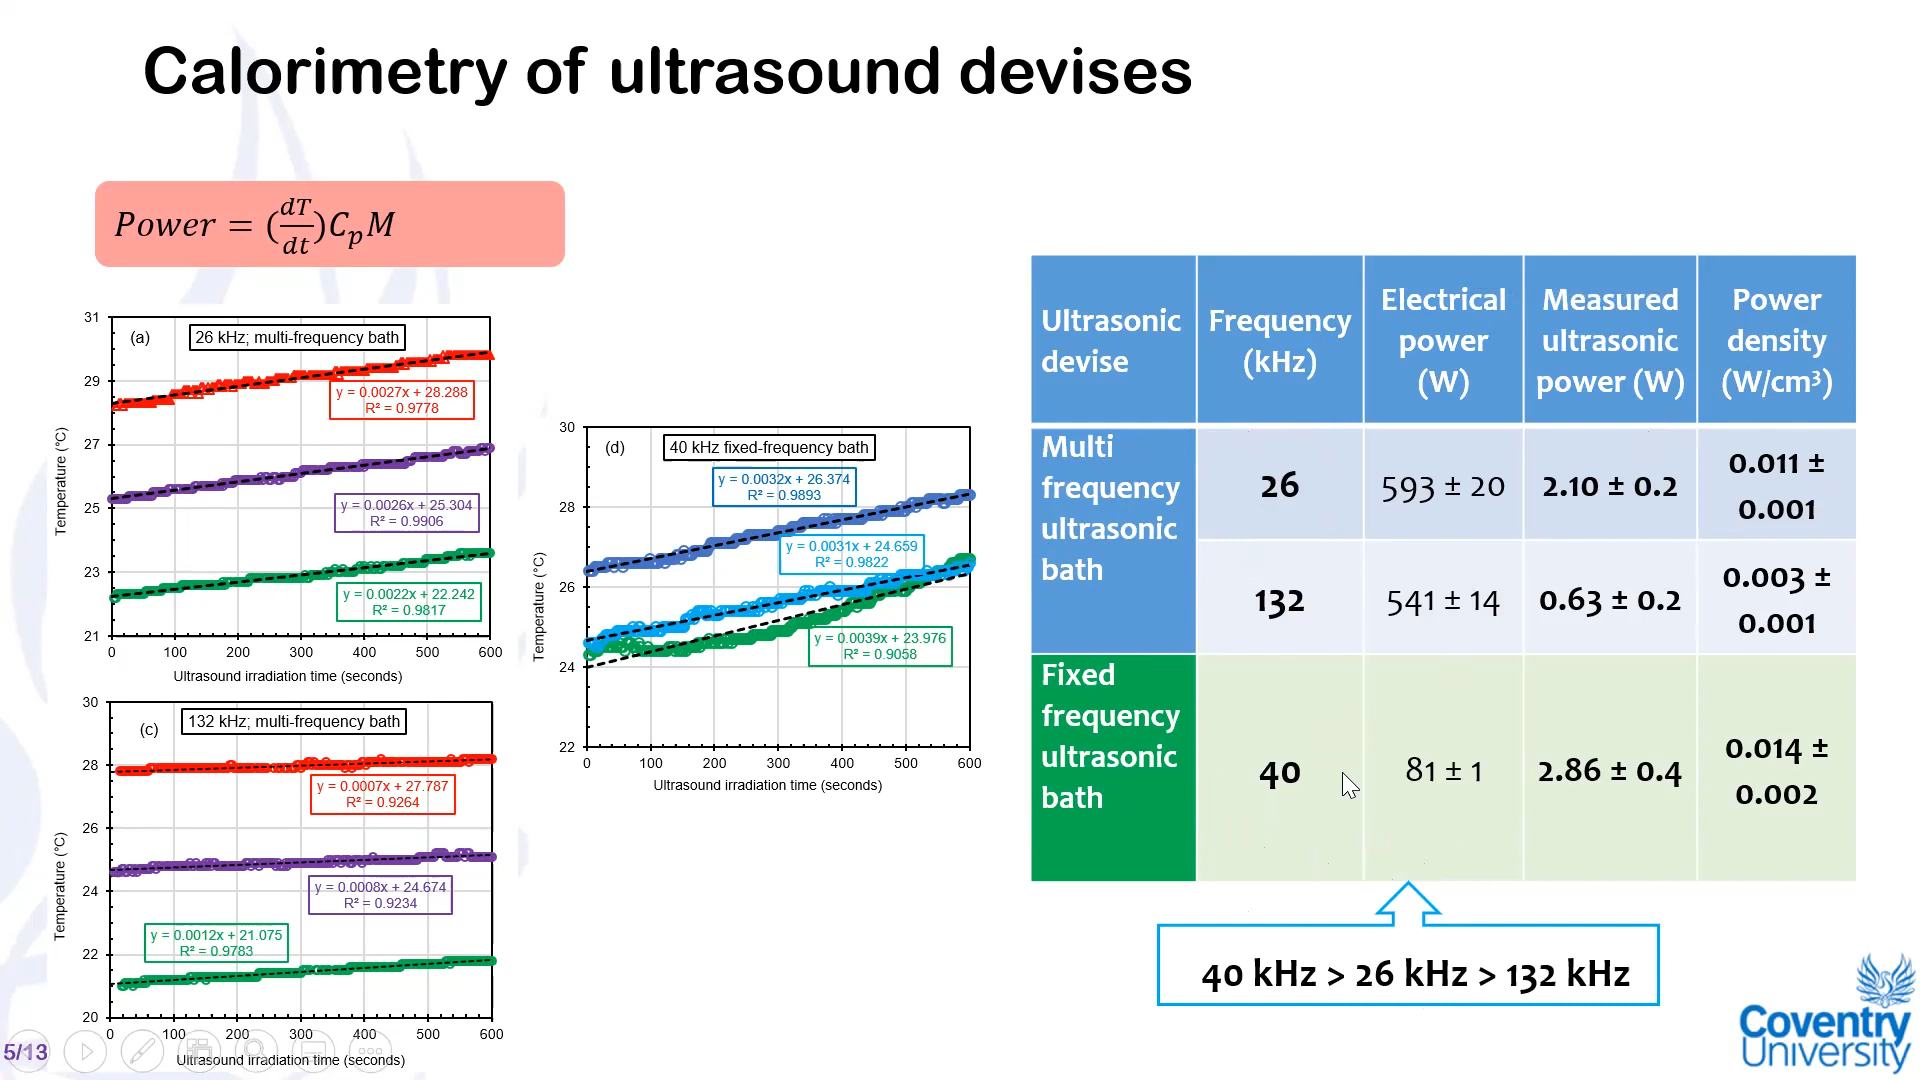 Calorimetry of ultrasound devises
Power = (dT/dt)CpM
31
29
27
25
23
21
Temperature (°C)
(a)
26 kHz; multi-frequency bath
y = 0.0027x + 28.288
R² = 0.9778
y = 0.0026x + 25.304
R² = 0.9906
y = 0.0022x + 22.242
R² = 0.9817
0 100 200 300 400 500 600
Ultrasound irradiation time (seconds)
30
28
26
24
22
20
Temperature (°C)
(c)
132 kHz; multi-frequency bath
y = 0.0007x + 27.787
R² = 0.9264
y = 0.0008x + 24.674
R² = 0.9234
y = 0.0012x + 21.075
R² = 0.9783
0 100 200 300 400 500 600
Ultrasound irradiation time (seconds)
30
28
26
24
22
Temperature (°C)
(d)
40 kHz fixed-frequency bath
y = 0.0032x + 26.374
R² = 0.9893
y = 0.0031x + 24.659
R² = 0.9822
y = 0.0039x + 23.976
R² = 0.9058
0 100 200 300 400 500 600
Ultrasound irradiation time (seconds)
Ultrasonic
devise
Frequency
(kHz)
Electrical
power
(W)
Measured
ultrasonic
power (W)
Power
density
(W/cm³)
Multi
frequency
ultrasonic
bath
26
593 ± 20
2.10 ± 0.2
0.011 ±
0.001
132
541 ± 14
0.63 ± 0.2
0.003 ±
0.001
Fixed
frequency
ultrasonic
bath
40
81 ± 1
2.86 ± 0.4
0.014 ±
0.002
40 kHz > 26 kHz > 132 kHz
5/13
Coventry
University